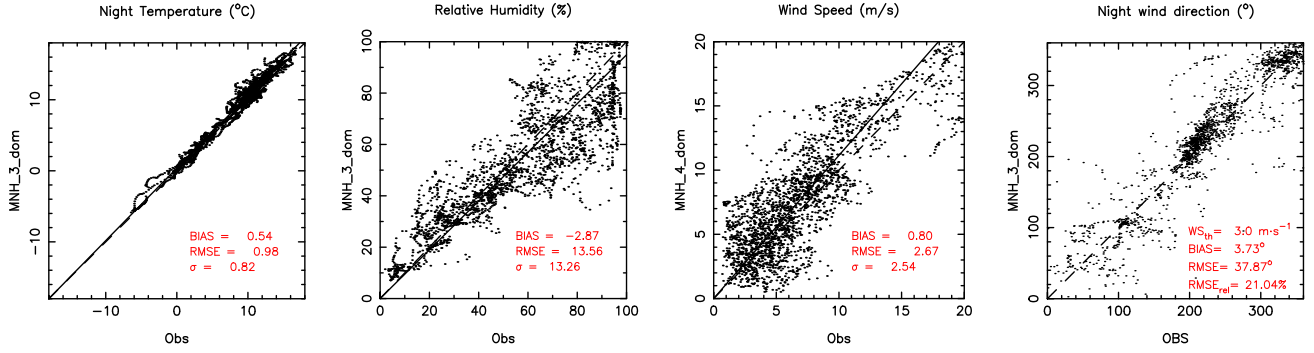 Night Temperature (°C)
MNH_3_dom
10
0
−10
−10
0
10
Obs
BIAS = 0.54
RMSE = 0.98
σ = 0.82
Relative Humidity (%)
MNH_3_dom
100
80
60
40
20
0
0
20
40
60
80
100
Obs
BIAS = −2.87
RMSE = 13.56
σ = 13.26
Wind Speed (m/s)
MNH_4_dom
20
15
10
5
0
0
5
10
15
20
Obs
BIAS = 0.80
RMSE = 2.67
σ = 2.54
Night wind direction (°)
MNH_3_dom
300
200
100
0
0
100
200
300
OBS
WSth= 3.0 m·s−1
BIAS= 3.73°
RMSE= 37.87°
RMSErel= 21.04%